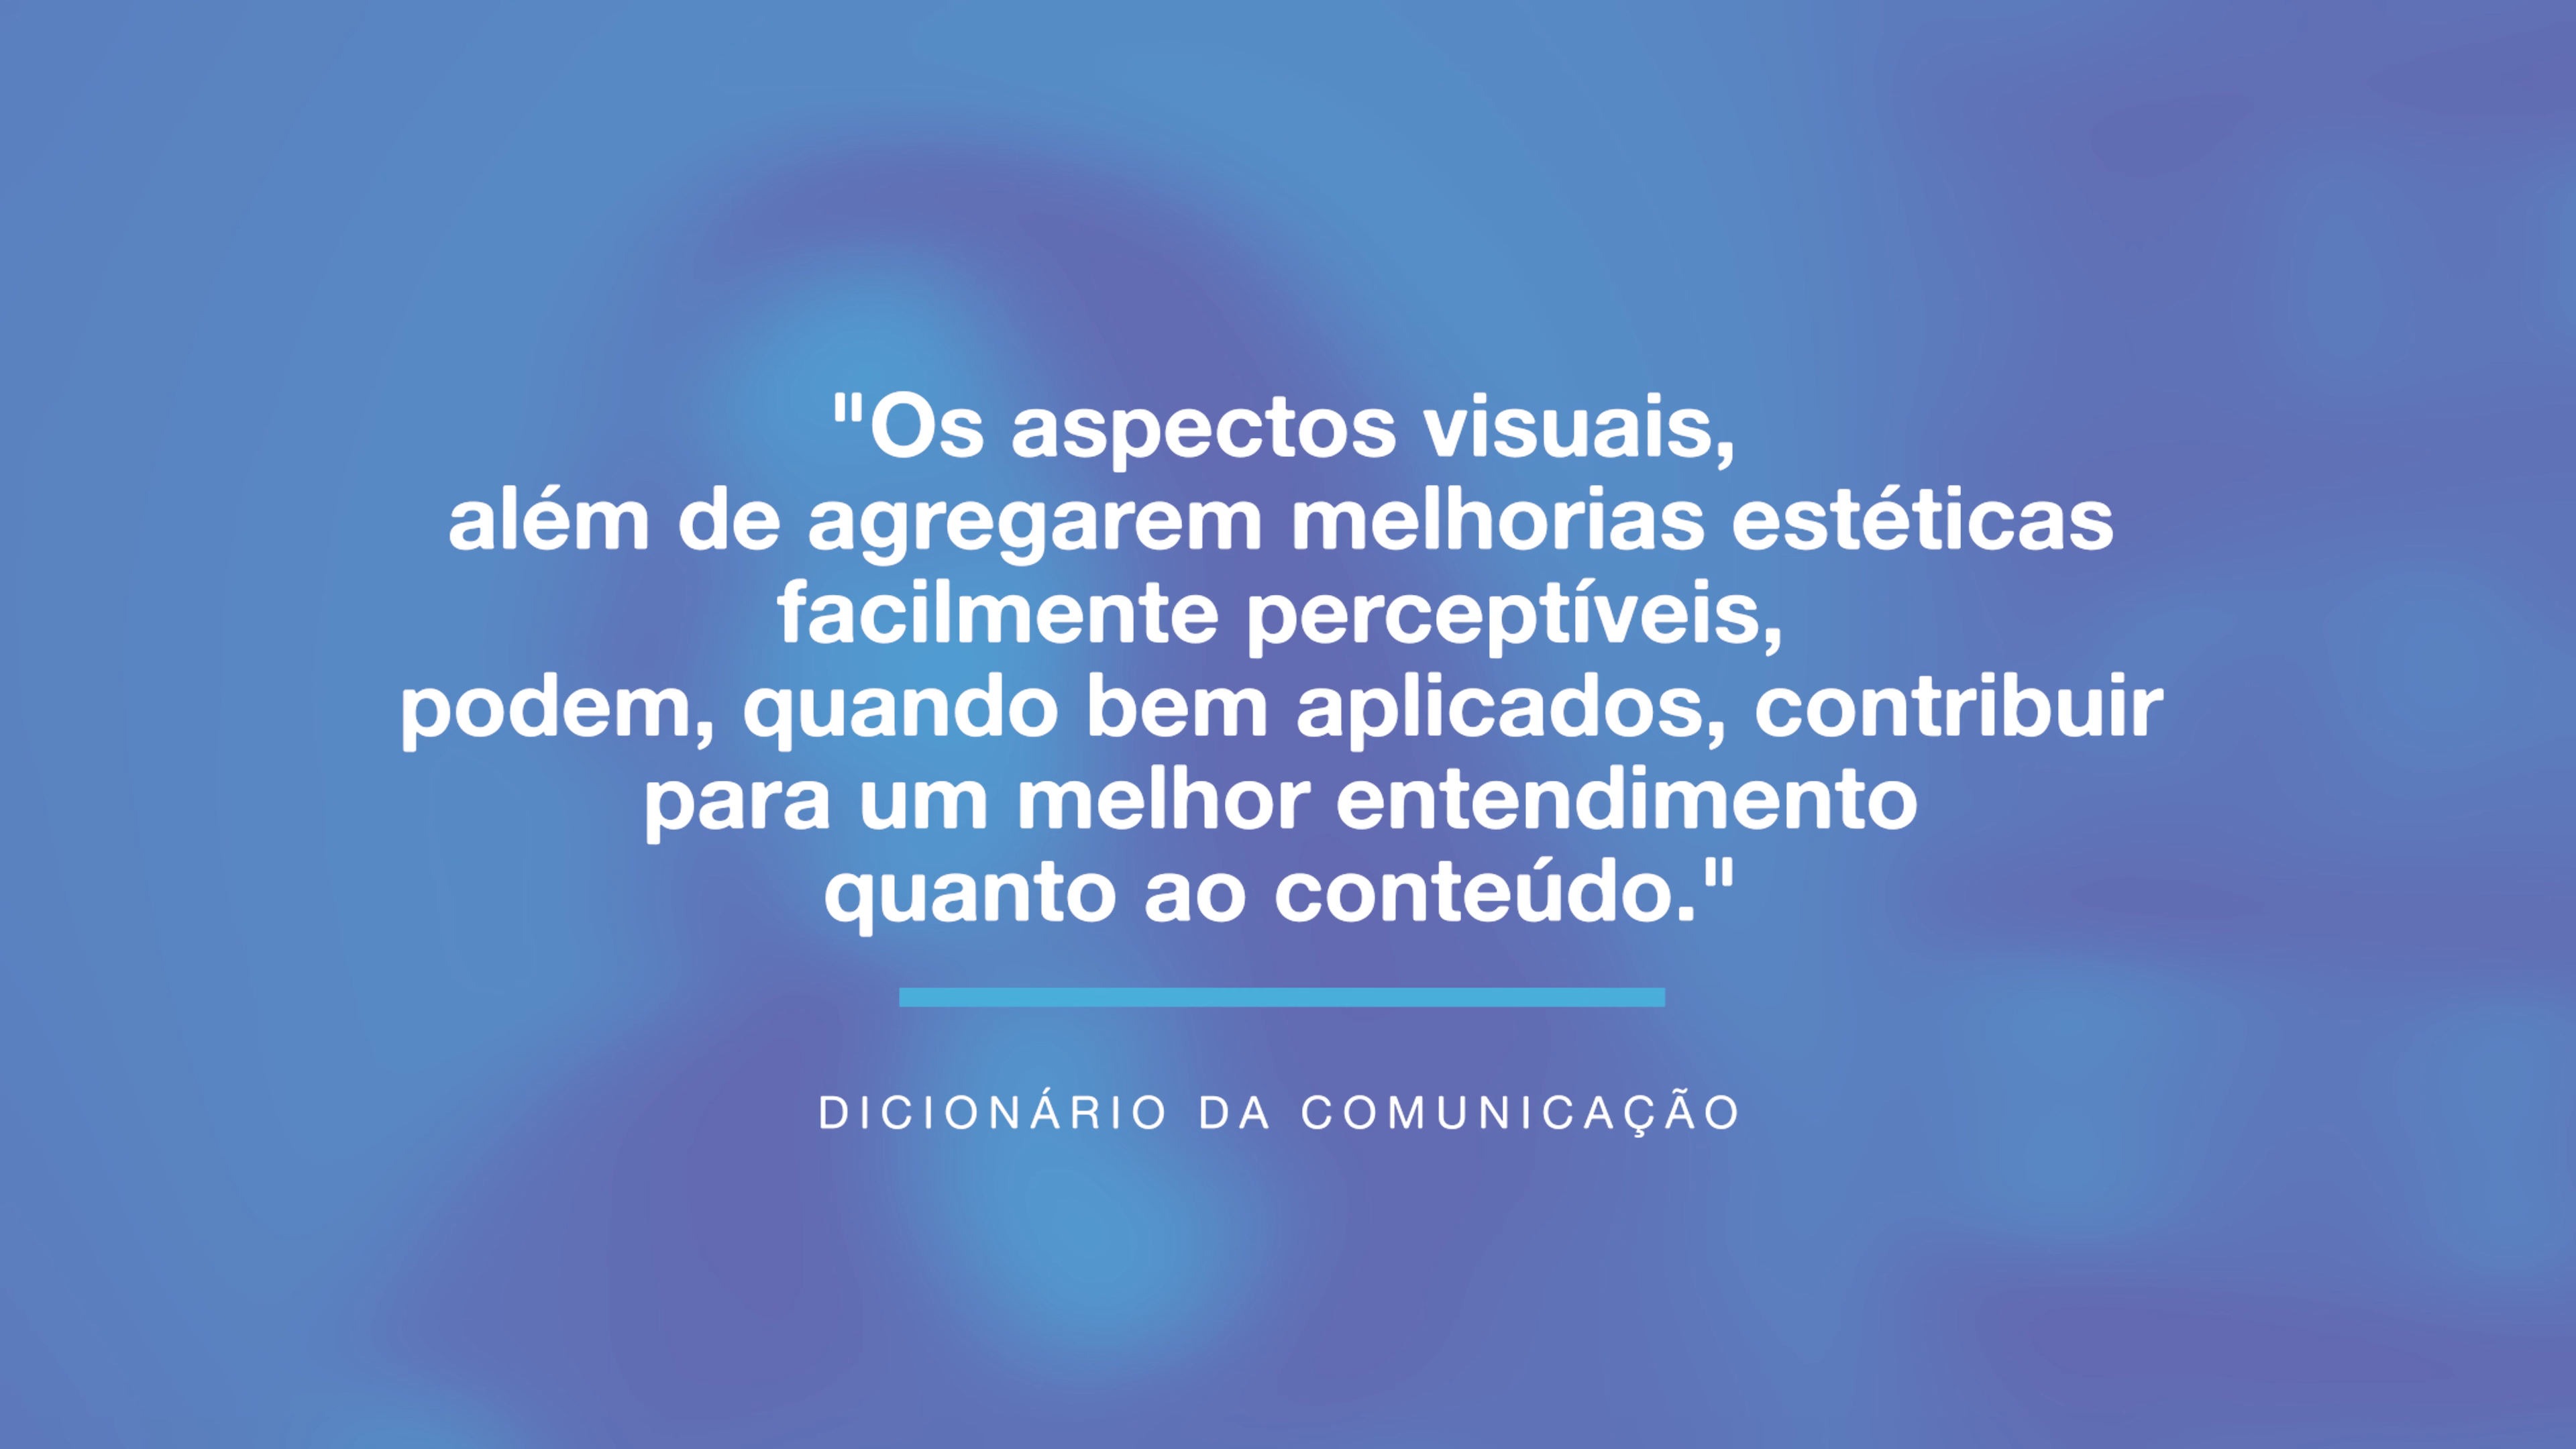 "Os aspectos visuais,
além de agregarem melhorias estéticas
facilmente perceptíveis,
podem, quando bem aplicados, contribuir
para um melhor entendimento
quanto ao conteúdo."
DICIONÁRIO DA COMUNICAÇÃO